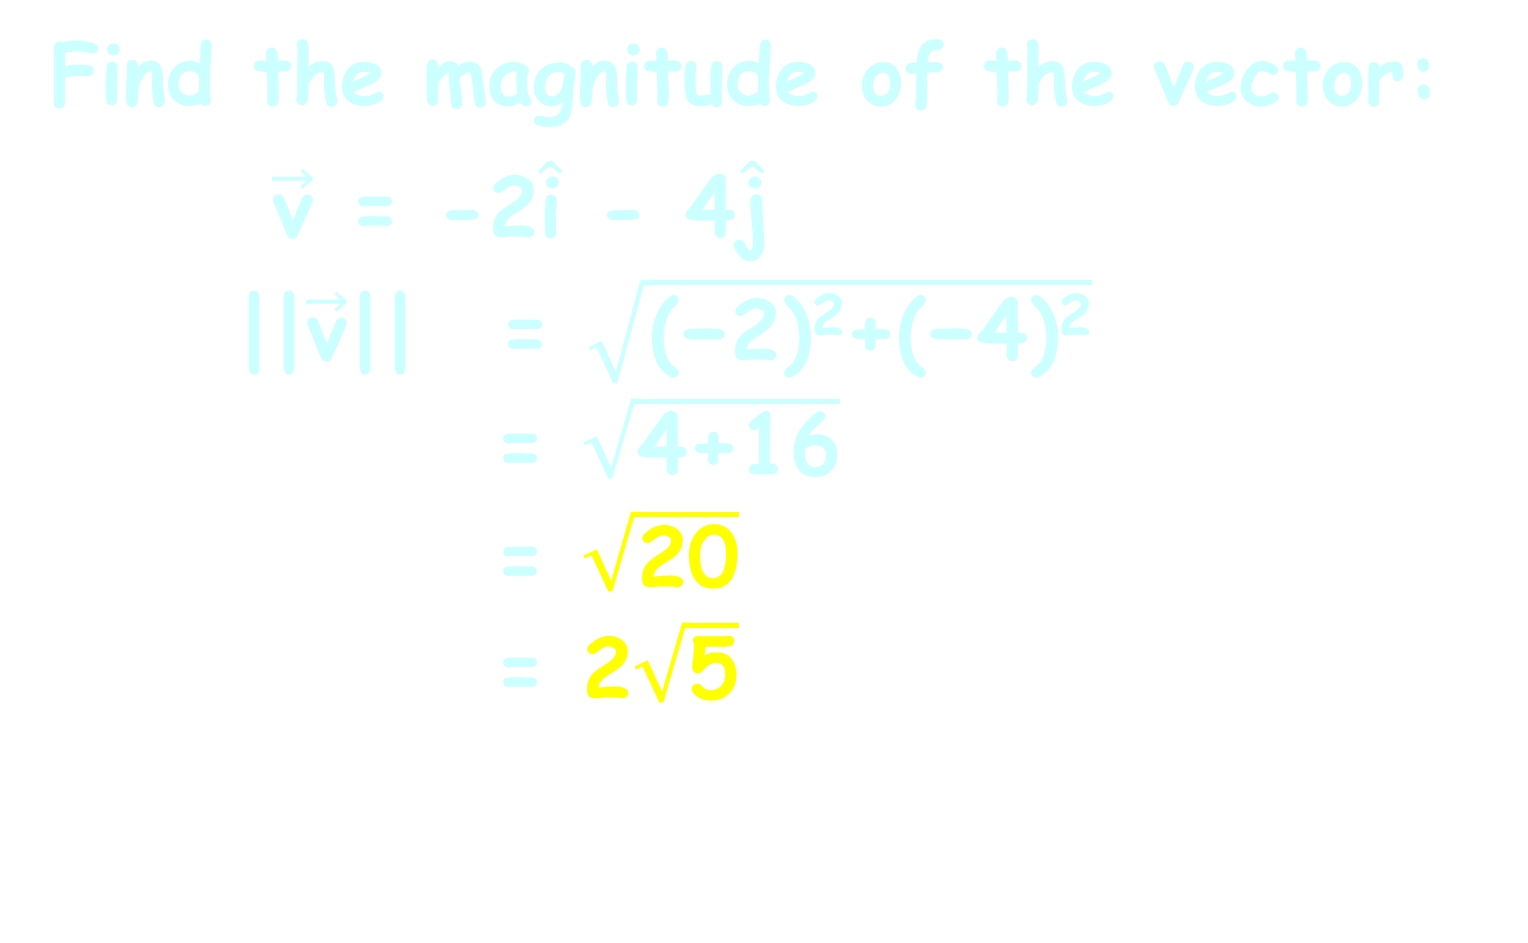 Find the magnitude of the vector:
v⃗ = -2î - 4ĵ
||v⃗|| = √((−2)²+(−4)²)
= √(4+16)
= √20
= 2√5